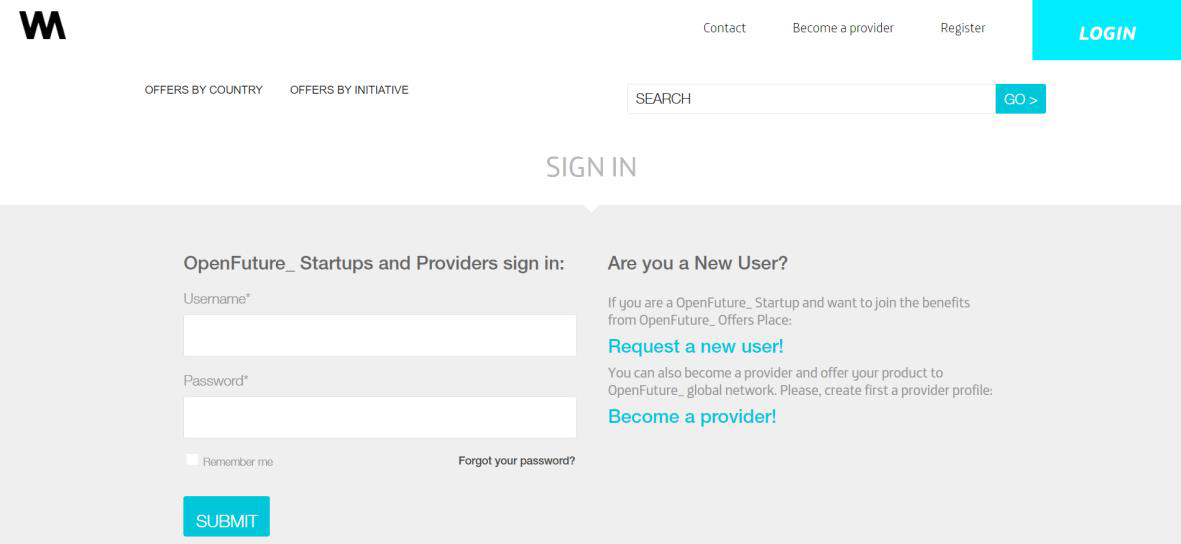 Contact Become a provider Register LOGIN
OFFERS BY COUNTRY OFFERS BY INITIATIVE SEARCH GO >
SIGN IN
OpenFuture_ Startups and Providers sign in:
Username*
Password*
Remember me Forgot your password?
SUBMIT
Are you a New User?
If you are a OpenFuture_ Startup and want to join the benefits
from OpenFuture_ Offers Place:
Request a new user!
You can also become a provider and offer your product to
OpenFuture_ global network. Please, create first a provider profile:
Become a provider!